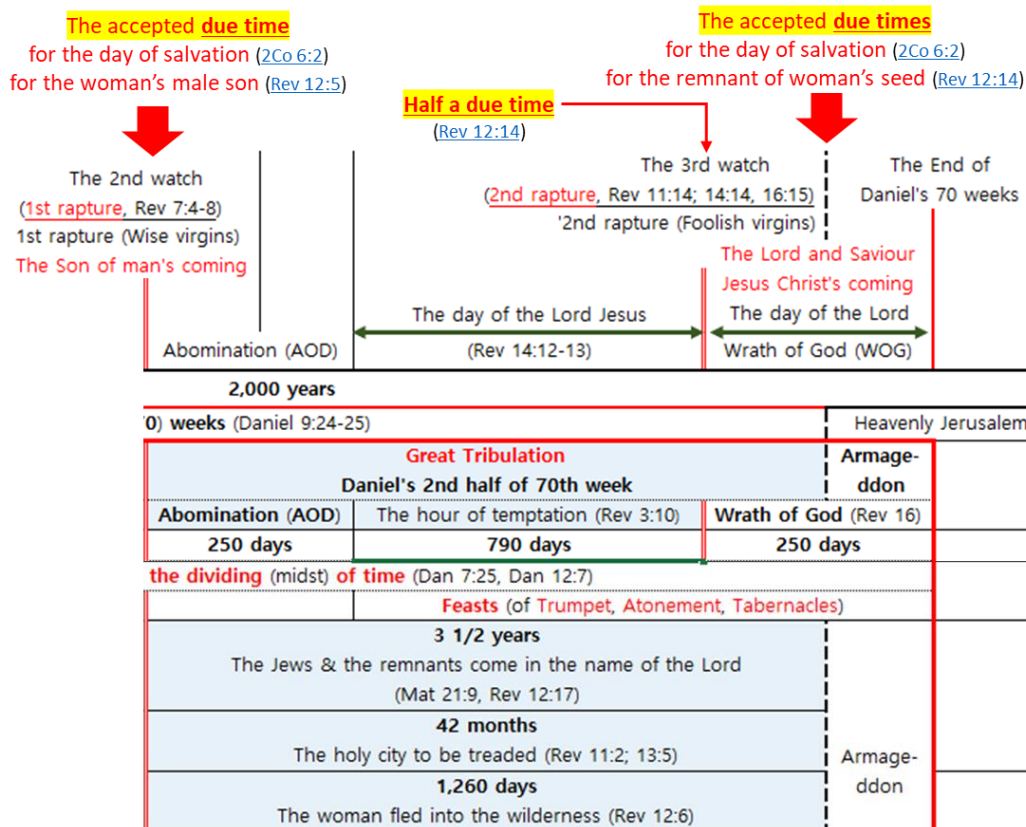 The accepted due time
for the day of salvation (2Co 6:2)
for the woman's male son (Rev 12:5)
The accepted due times
for the day of salvation (2Co 6:2)
for the remnant of woman's seed (Rev 12:14)
Half a due time
(Rev 12:14)
The 2nd watch
(1st rapture, Rev 7:4-8)
1st rapture (Wise virgins)
The Son of man's coming
The 3rd watch
(2nd rapture, Rev 11:14; 14:14, 16:15)
'2nd rapture (Foolish virgins)
The Lord and Saviour
Jesus Christ's coming
The End of
Daniel's 70 weeks
The day of the Lord Jesus
The day of the Lord
Abomination (AOD)
(Rev 14:12-13)
Wrath of God (WOG)
2,000 years
'0) weeks (Daniel 9:24-25)
Heavenly Jerusalem
Great Tribulation
Daniel's 2nd half of 70th week
Armage-
ddon
Abomination (AOD)
The hour of temptation (Rev 3:10)
Wrath of God (Rev 16)
250 days
790 days
250 days
the dividing (midst) of time (Dan 7:25, Dan 12:7)
Feasts (of Trumpet, Atonement, Tabernacles)
3 1/2 years
The Jews & the remnants come in the name of the Lord
(Mat 21:9, Rev 12:17)
42 months
The holy city to be treaded (Rev 11:2; 13:5)
Armage-
ddon
1,260 days
The woman fled into the wilderness (Rev 12:6)